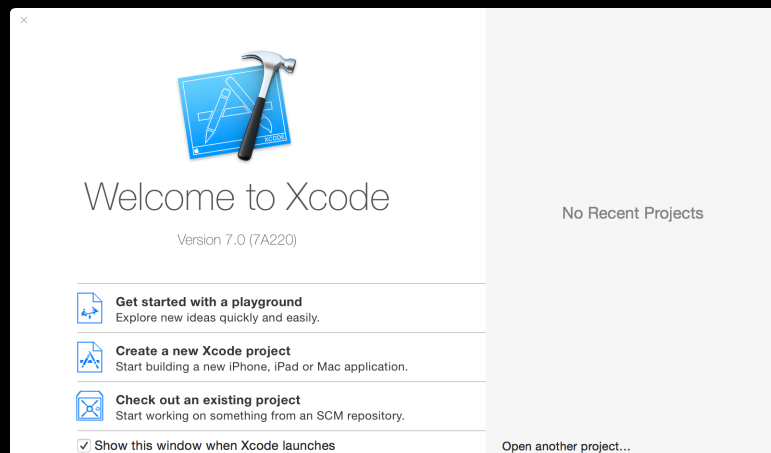 XCODE
Welcome to Xcode
Version 7.0 (7A220)
Get started with a playground
Explore new ideas quickly and easily.
Create a new Xcode project
Start building a new iPhone, iPad or Mac application.
Check out an existing project
Start working on something from an SCM repository.
Show this window when Xcode launches
No Recent Projects
Open another project...